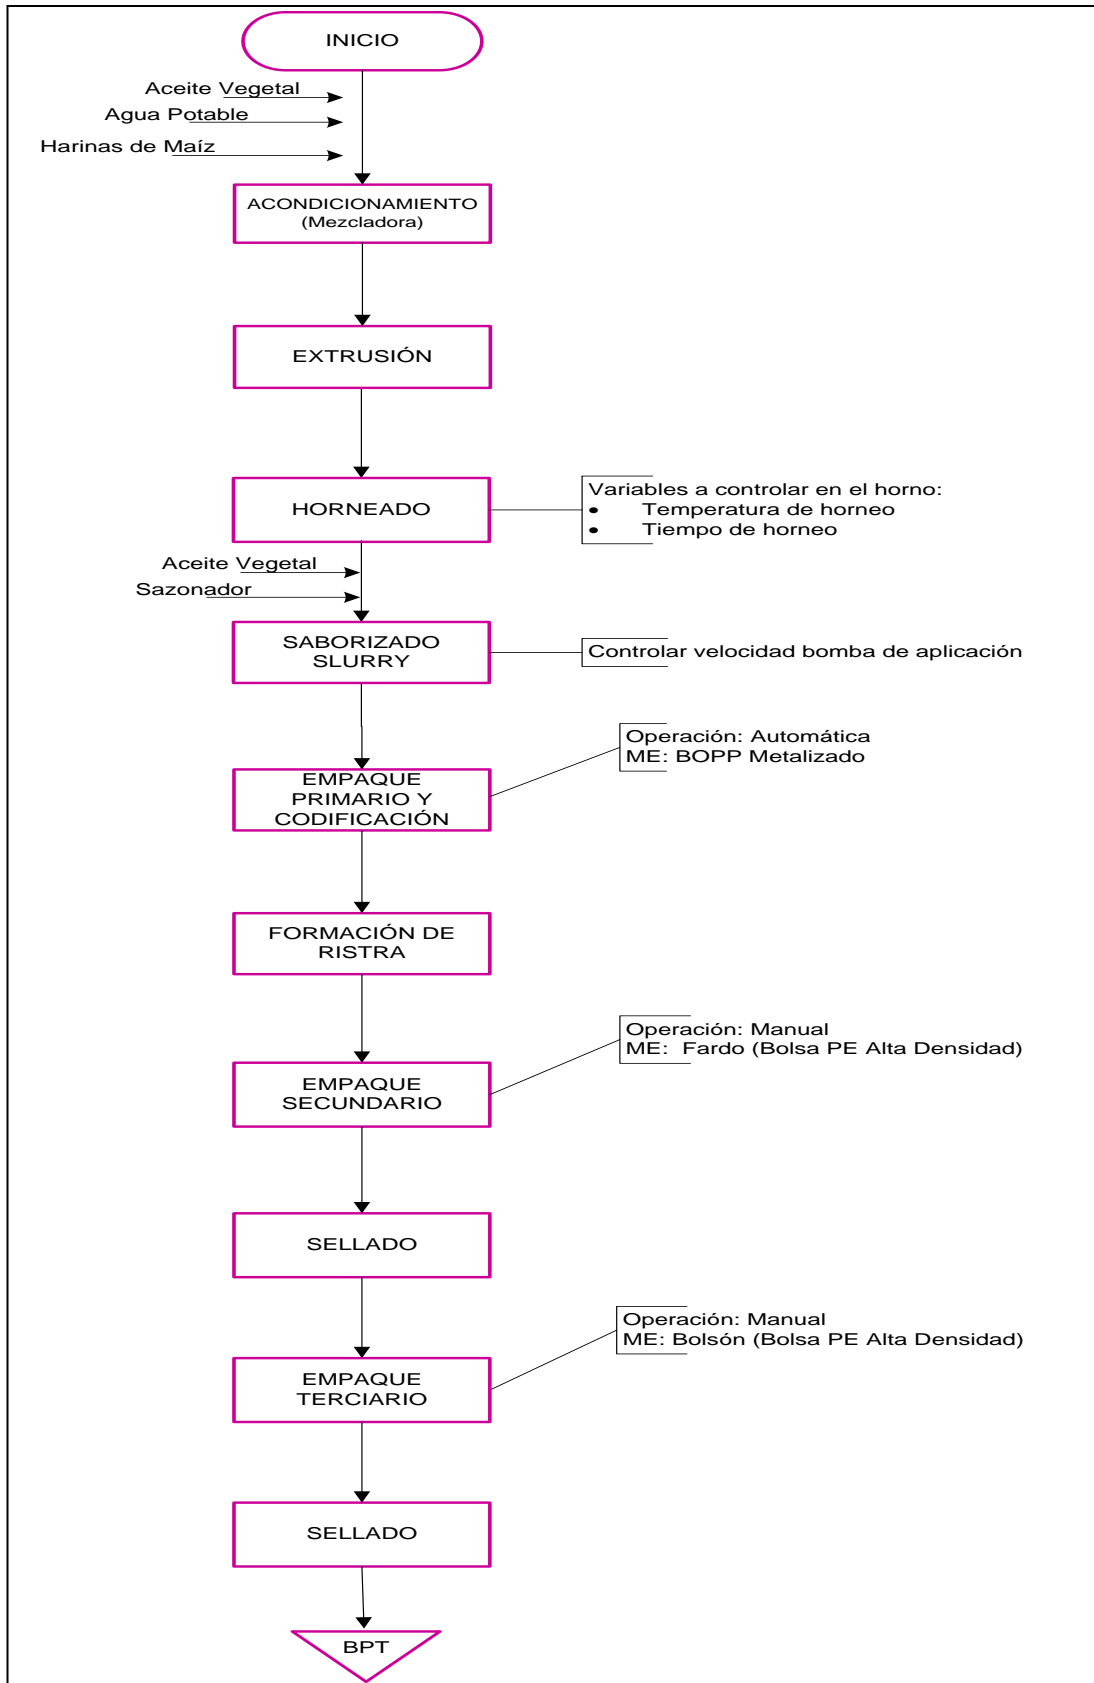 INICIO
Aceite Vegetal
Agua Potable
Harinas de Maíz
ACONDICIONAMIENTO
(Mezcladora)
EXTRUSIÓN
HORNEADO
Variables a controlar en el horno:
• Temperatura de horneo
• Tiempo de horneo
Aceite Vegetal
Sazonador
SABORIZADO
SLURRY
Controlar velocidad bomba de aplicación
Operación: Automática
ME: BOPP Metalizado
EMPAQUE
PRIMARIO Y
CODIFICACIÓN
FORMACIÓN DE
RISTRA
Operación: Manual
ME: Fardo (Bolsa PE Alta Densidad)
EMPAQUE
SECUNDARIO
SELLADO
Operación: Manual
ME: Bolsón (Bolsa PE Alta Densidad)
EMPAQUE
TERCIARIO
SELLADO
BPT